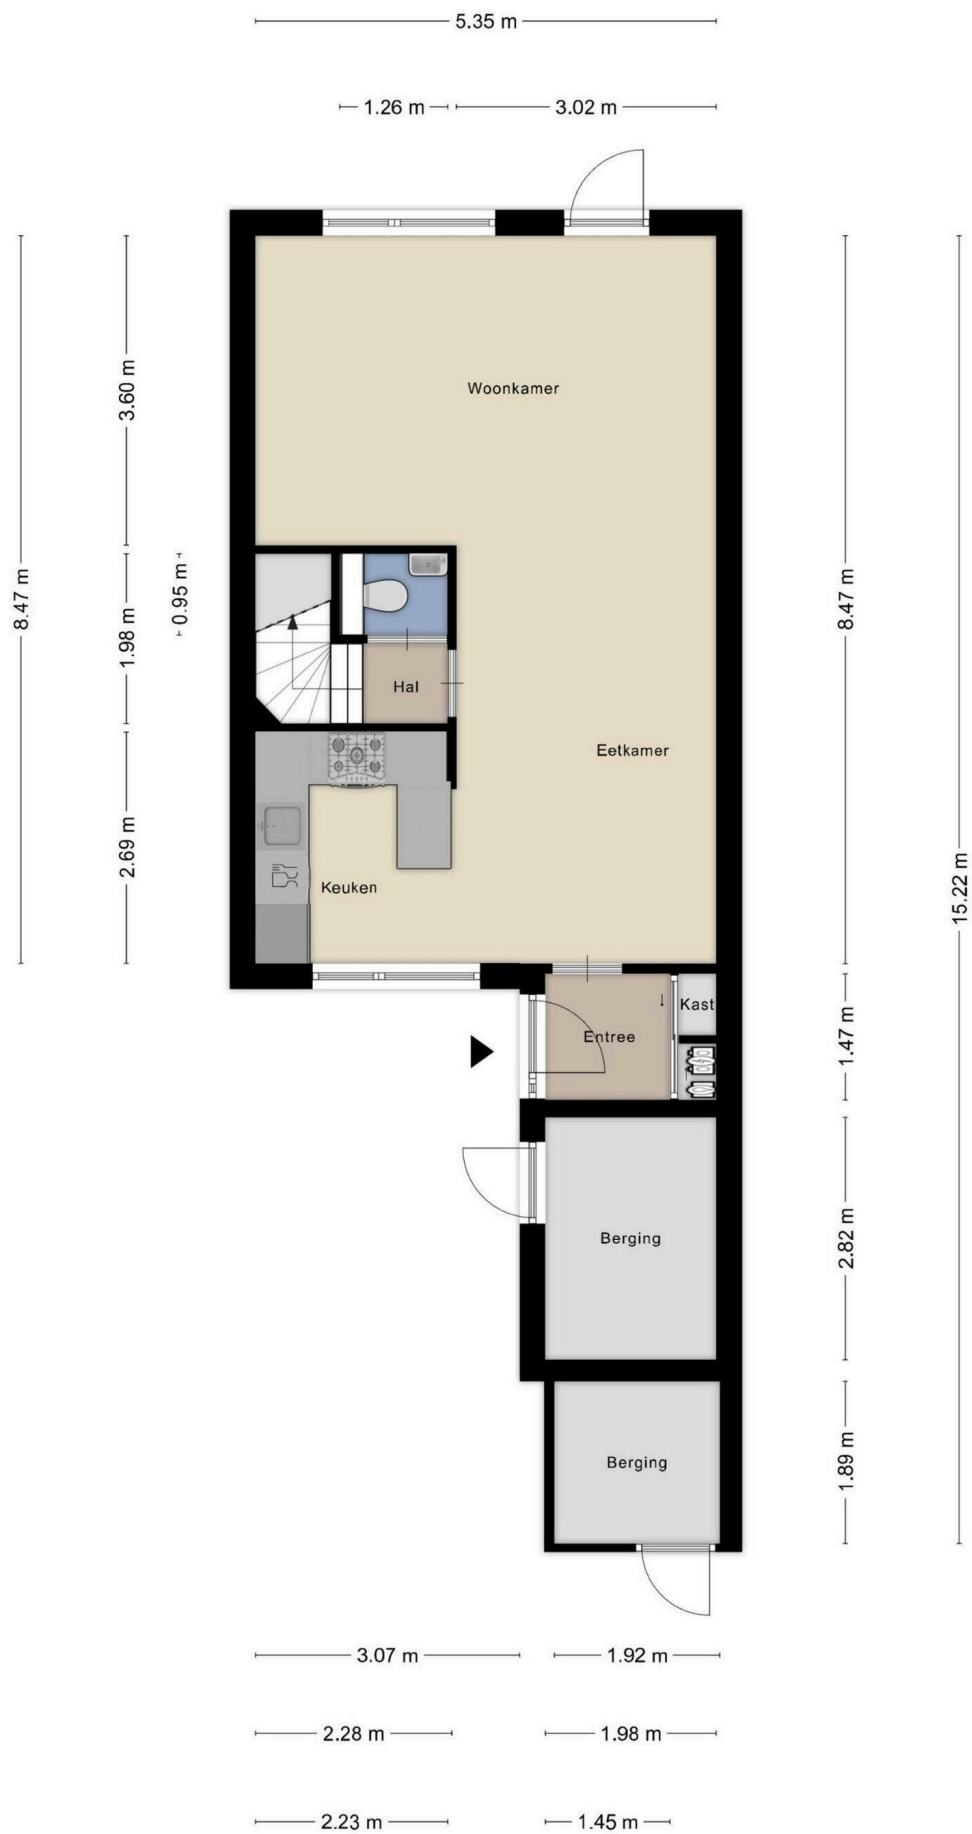 5.35 m
1.26 m
3.02 m
3.60 m
Woonkamer
8.47 m
1.98 m
0.95 m
8.47 m
Hal
Eetkamer
2.69 m
Keuken
15.22 m
Kast
Entree
1.47 m
Berging
2.82 m
Berging
1.89 m
3.07 m
1.92 m
2.28 m
1.98 m
2.23 m
1.45 m